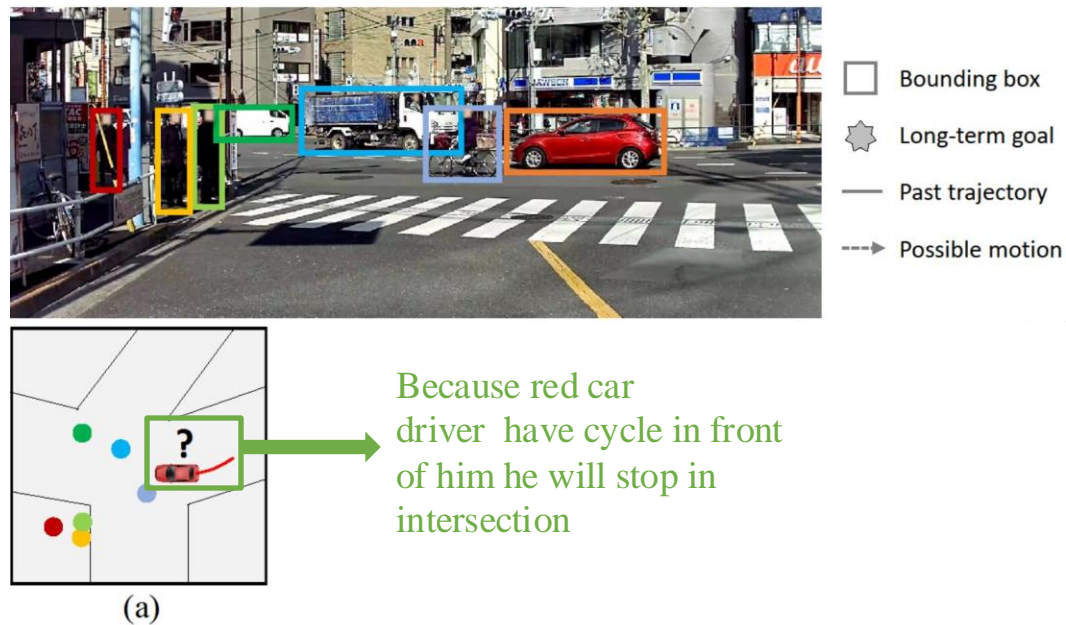 Bounding box
Long-term goal
Past trajectory
Possible motion
?
Because red car
driver have cycle in front
of him he will stop in
intersection
(a)